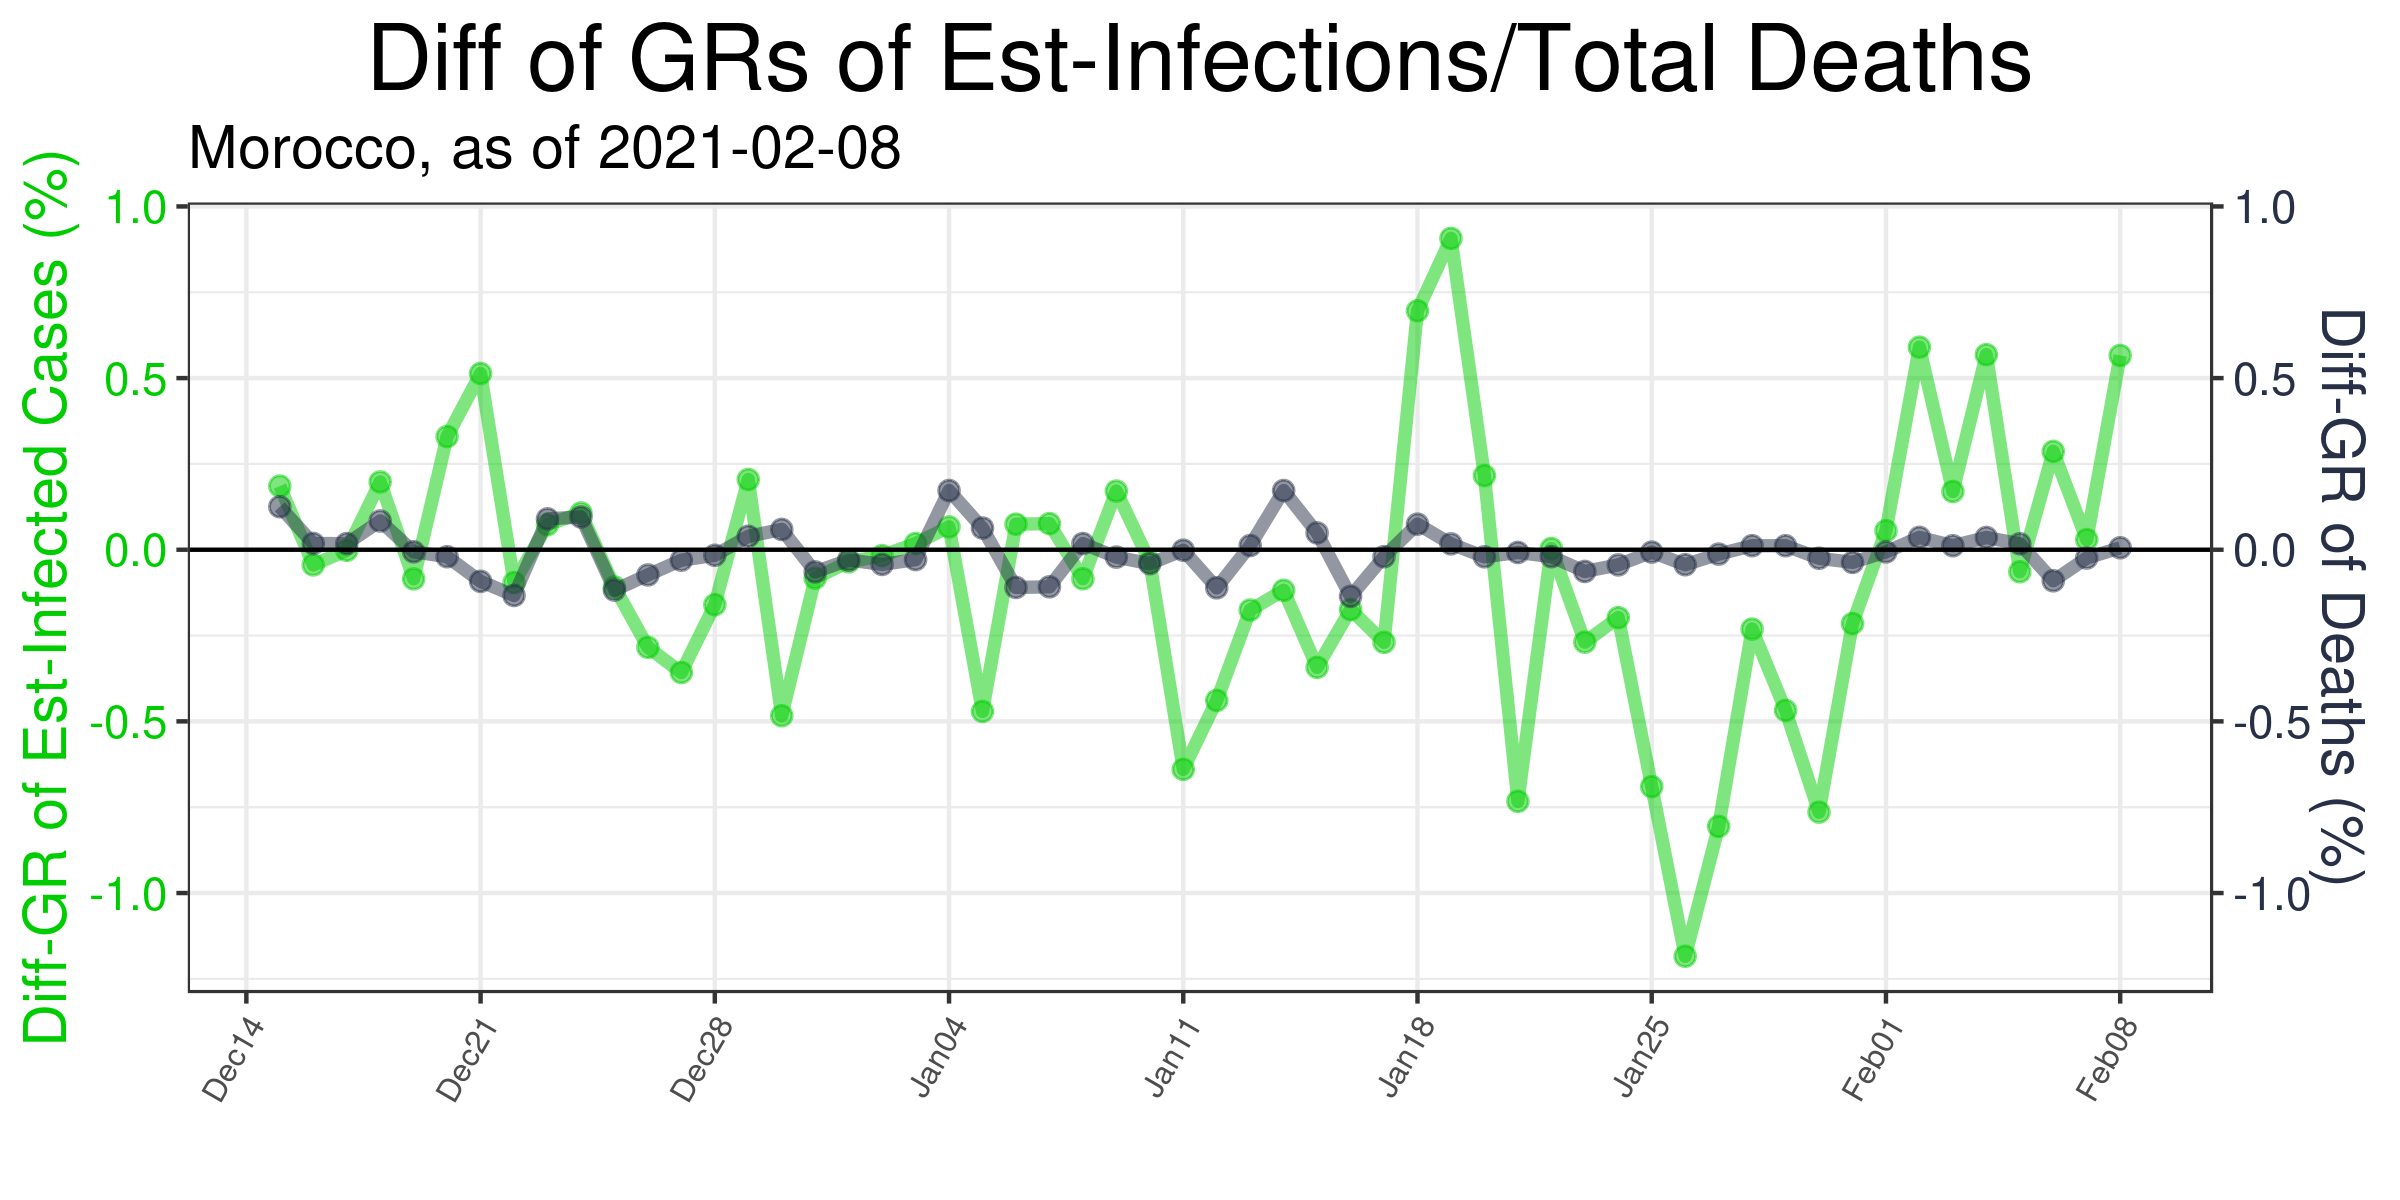 Diff of GRs of Est-Infections/Total Deaths
Morocco, as of 2021-02-08
Diff-GR of Est-Infected Cases (%)
1.0
0.5
0.0
-0.5
-1.0
1.0
0.5
0.0
-0.5
-1.0
Diff-GR of Deaths (%)
Dec14
Dec21
Dec28
Jan04
Jan11
Jan18
Jan25
Feb01
Feb08